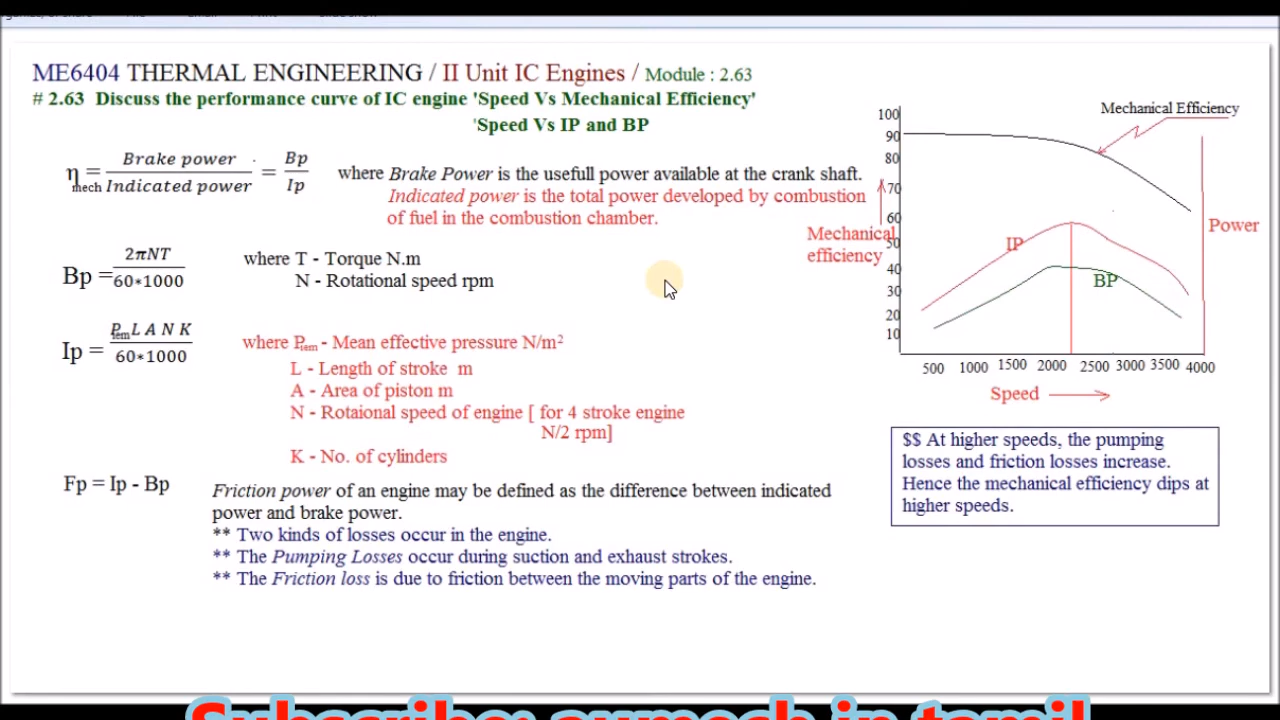 ME6404 THERMAL ENGINEERING / II Unit IC Engines / Module : 2.63
# 2.63 Discuss the performance curve of IC engine 'Speed Vs Mechanical Efficiency'
'Speed Vs IP and BP
η mech = Brake power / Indicated power = Bp / Ip
where Brake Power is the usefull power available at the crank shaft.
Indicated power is the total power developed by combustion
of fuel in the combustion chamber.
Bp = 2πNT / 60*1000
where T - Torque N.m
N - Rotational speed rpm
Ip = Piem L A N K / 60*1000
where Piem - Mean effective pressure N/m²
L - Length of stroke m
A - Area of piston m
N - Rotaional speed of engine [ for 4 stroke engine
N/2 rpm]
K - No. of cylinders
Fp = Ip - Bp
Friction power of an engine may be defined as the difference between indicated
power and brake power.
** Two kinds of losses occur in the engine.
** The Pumping Losses occur during suction and exhaust strokes.
** The Friction loss is due to friction between the moving parts of the engine.
Mechanical Efficiency
100
90
80
70
60
50
40
30
20
10
Mechanical
efficiency
IP
BP
Power
500 1000 1500 2000 2500 3000 3500 4000
Speed
$$ At higher speeds, the pumping
losses and friction losses increase.
Hence the mechanical efficiency dips at
higher speeds.
Subscribe: aumech in tamil